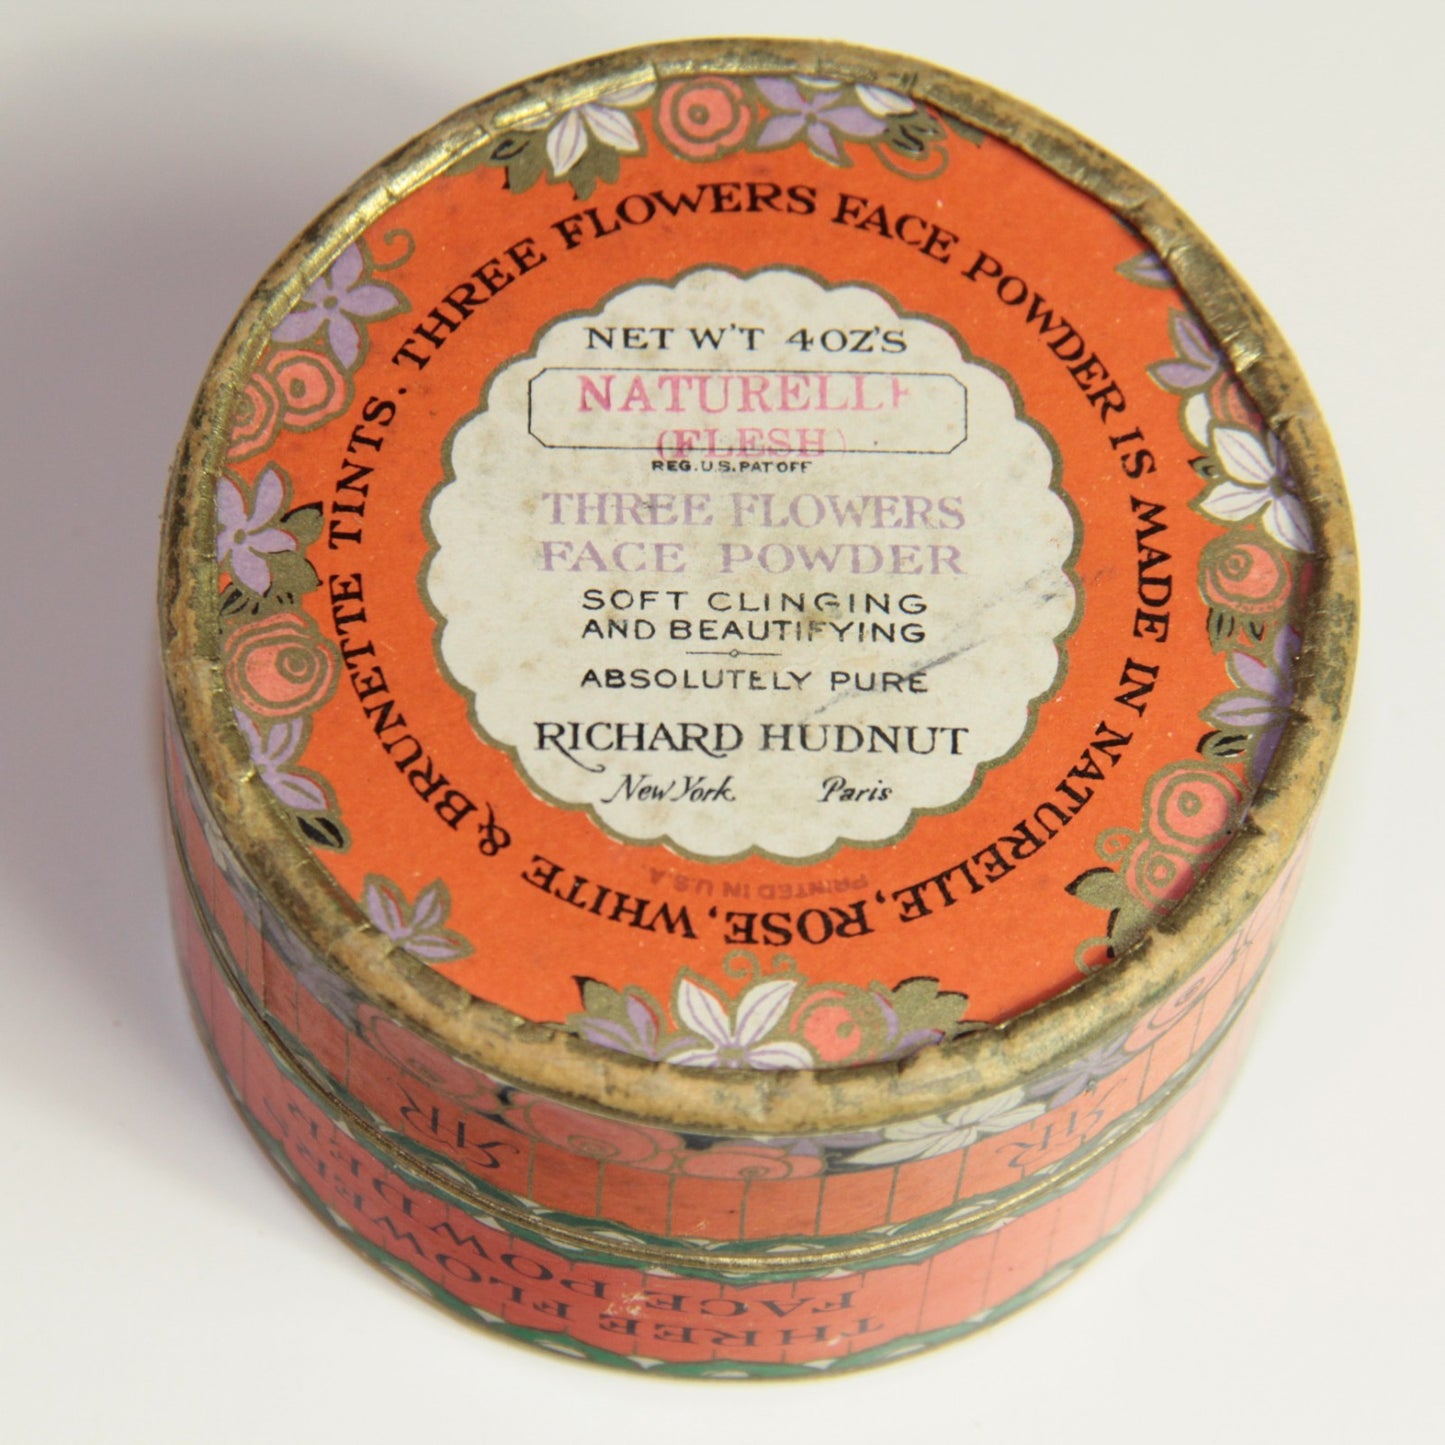 THREE FLOWERS FACE POWDER IS MADE IN NATURELLE, ROSE, WHITE & BRUNETTE TINTS.
NET W'T 4OZ'S
NATURELLE
(FLESH)
REG.U.S.PAT OFF
THREE FLOWERS
FACE POWDER
SOFT CLINGING
AND BEAUTIFYING
ABSOLUTELY PURE
RICHARD HUDNUT
New York Paris
PRINTED IN U.S.A.
RH
RH
THREE FLOWERS
FACE POWDER